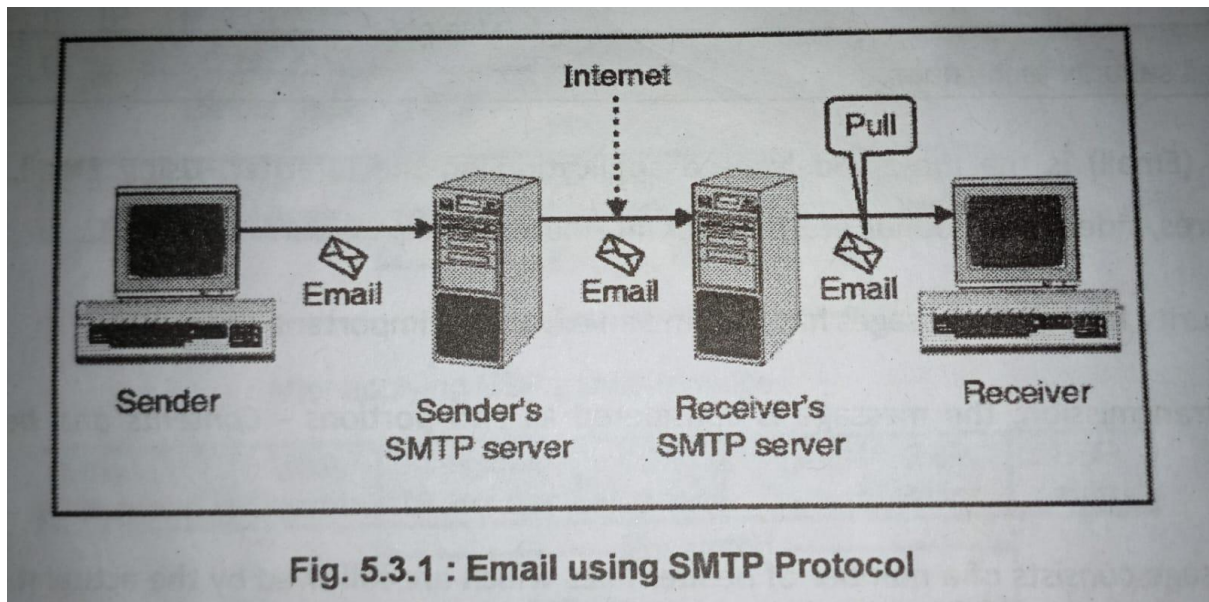 Internet
Pull
Email
Email
Email
Sender
Sender's
SMTP server
Receiver's
SMTP server
Receiver
Fig. 5.3.1 : Email using SMTP Protocol